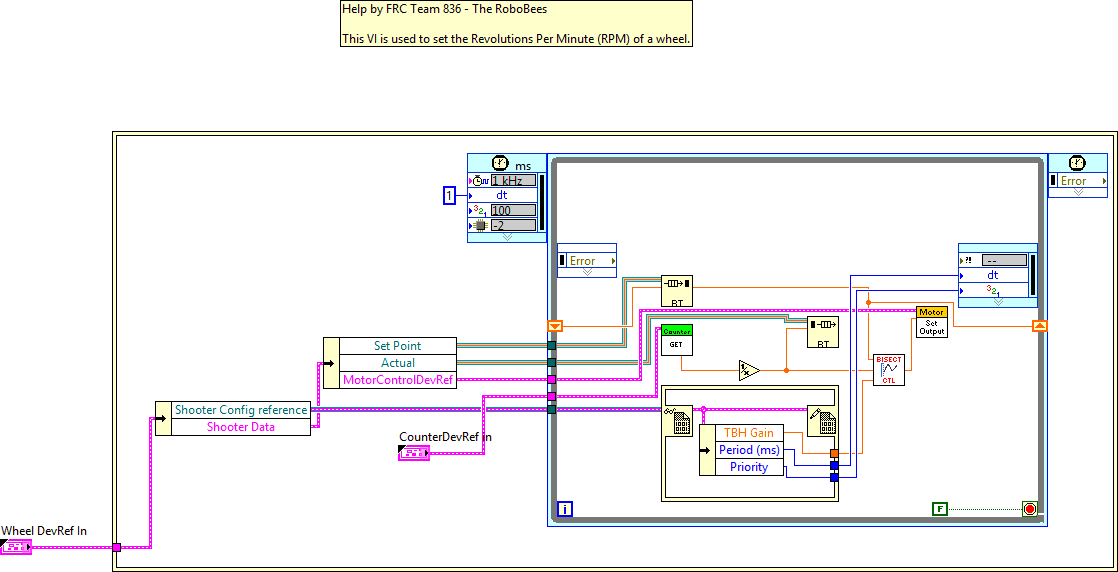 Help by FRC Team 836 - The RoboBees
This VI is used to set the Revolutions Per Minute (RPM) of a wheel.
ms
1 kHz
Error
1
dt
100
-2
Error
--
dt
RT
Motor
Set
Output
Counter
GET
RT
Set Point
Actual
MotorControlDevRef
1/x
BISECT
CTL
Shooter Config reference
Shooter Data
CounterDevRef in
TBH Gain
Period (ms)
Priority
i
F
Wheel DevRef In